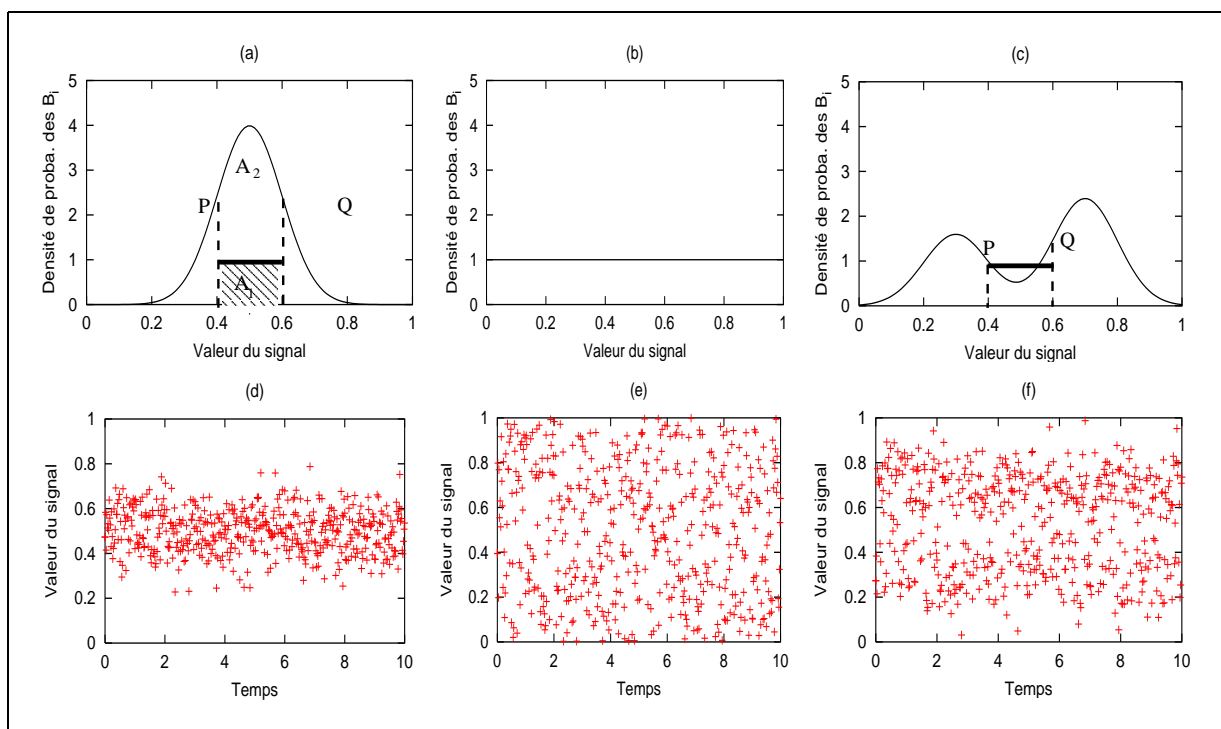 (a)
Densité de proba. des Bi
5
4
3
2
1
0
A2
P
Q
A1
0 0.2 0.4 0.6 0.8 1
Valeur du signal
(b)
Densité de proba. des Bi
5
4
3
2
1
0
0 0.2 0.4 0.6 0.8 1
Valeur du signal
(c)
Densité de proba. des Bi
5
4
3
2
1
0
P
Q
0 0.2 0.4 0.6 0.8 1
Valeur du signal
(d)
Valeur du signal
1
0.8
0.6
0.4
0.2
0
0 2 4 6 8 10
Temps
(e)
Valeur du signal
1
0.8
0.6
0.4
0.2
0
0 2 4 6 8 10
Temps
(f)
Valeur du signal
1
0.8
0.6
0.4
0.2
0
0 2 4 6 8 10
Temps